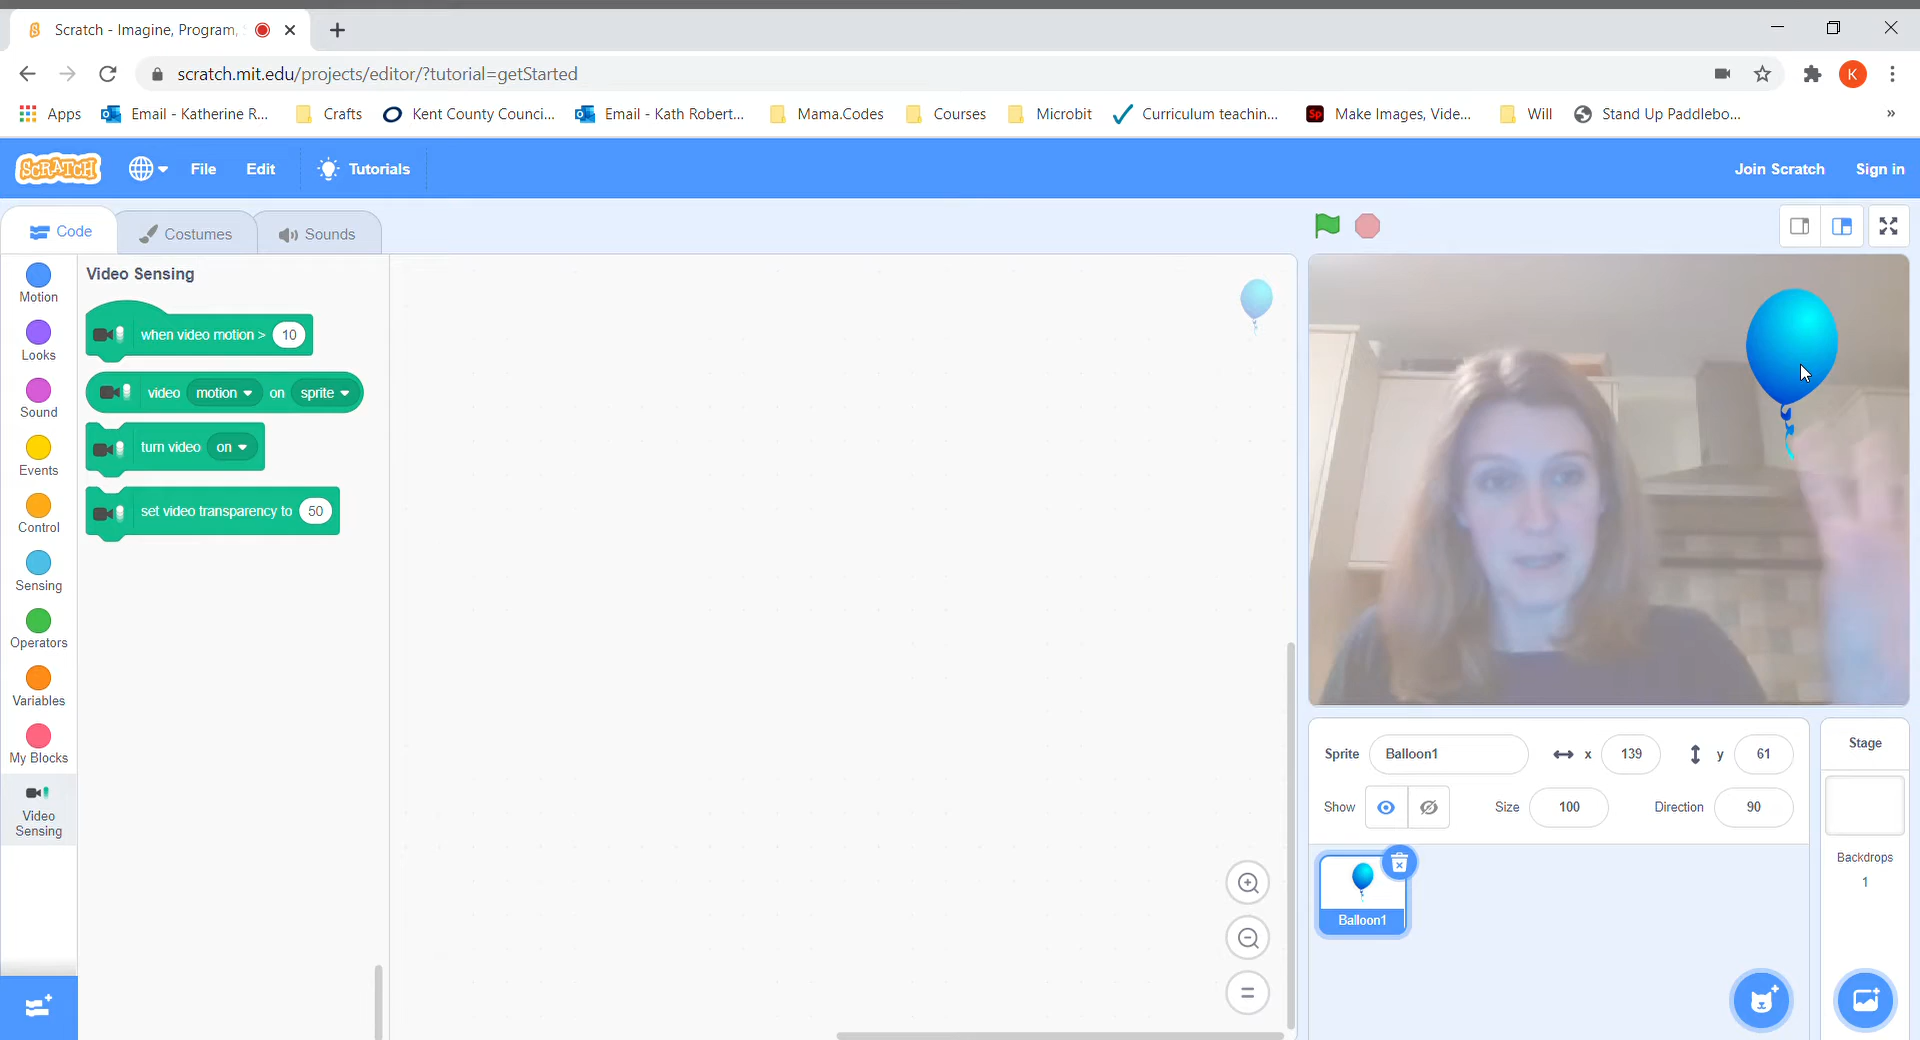 Scratch - Imagine, Program,
scratch.mit.edu/projects/editor/?tutorial=getStarted
K
Apps
Email - Katherine R...
Crafts
Kent County Counci...
Email - Kath Robert...
Mama.Codes
Courses
Microbit
Curriculum teachin...
Sp
Make Images, Vide...
Will
Stand Up Paddlebo...
»
SCRATCH
File
Edit
Tutorials
Join Scratch
Sign in
Code
Costumes
Sounds
Motion
Looks
Sound
Events
Control
Sensing
Operators
Variables
My Blocks
Video
Sensing
Video Sensing
when video motion > 10
video motion on sprite
turn video on
set video transparency to 50
Sprite Balloon1 x 139 y 61
Show Size 100 Direction 90
Balloon1
Stage
Backdrops
1